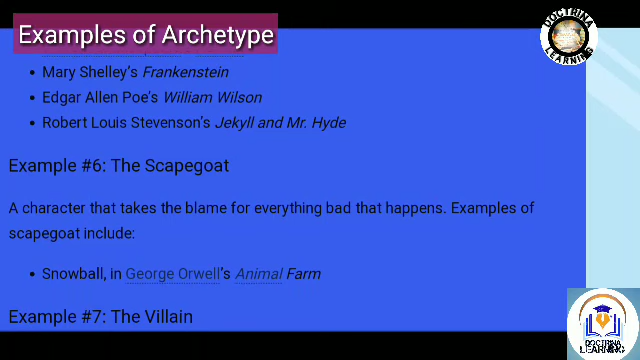 Examples of Archetype
DOCTRINA
LEARNING
• Mary Shelley's Frankenstein
• Edgar Allen Poe's William Wilson
• Robert Louis Stevenson's Jekyll and Mr. Hyde
Example #6: The Scapegoat
A character that takes the blame for everything bad that happens. Examples of
scapegoat include:
• Snowball, in George Orwell's Animal Farm
Example #7: The Villain
DOCTRINA
LEARNING